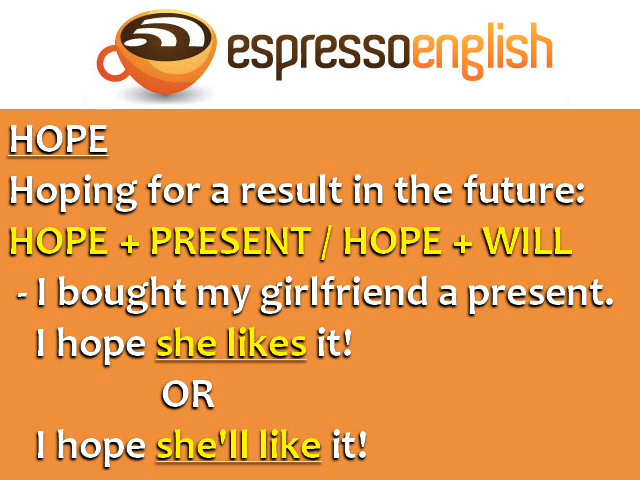 espressoenglish
HOPE
Hoping for a result in the future:
HOPE + PRESENT / HOPE + WILL
- I bought my girlfriend a present.
I hope she likes it!
OR
I hope she'll like it!